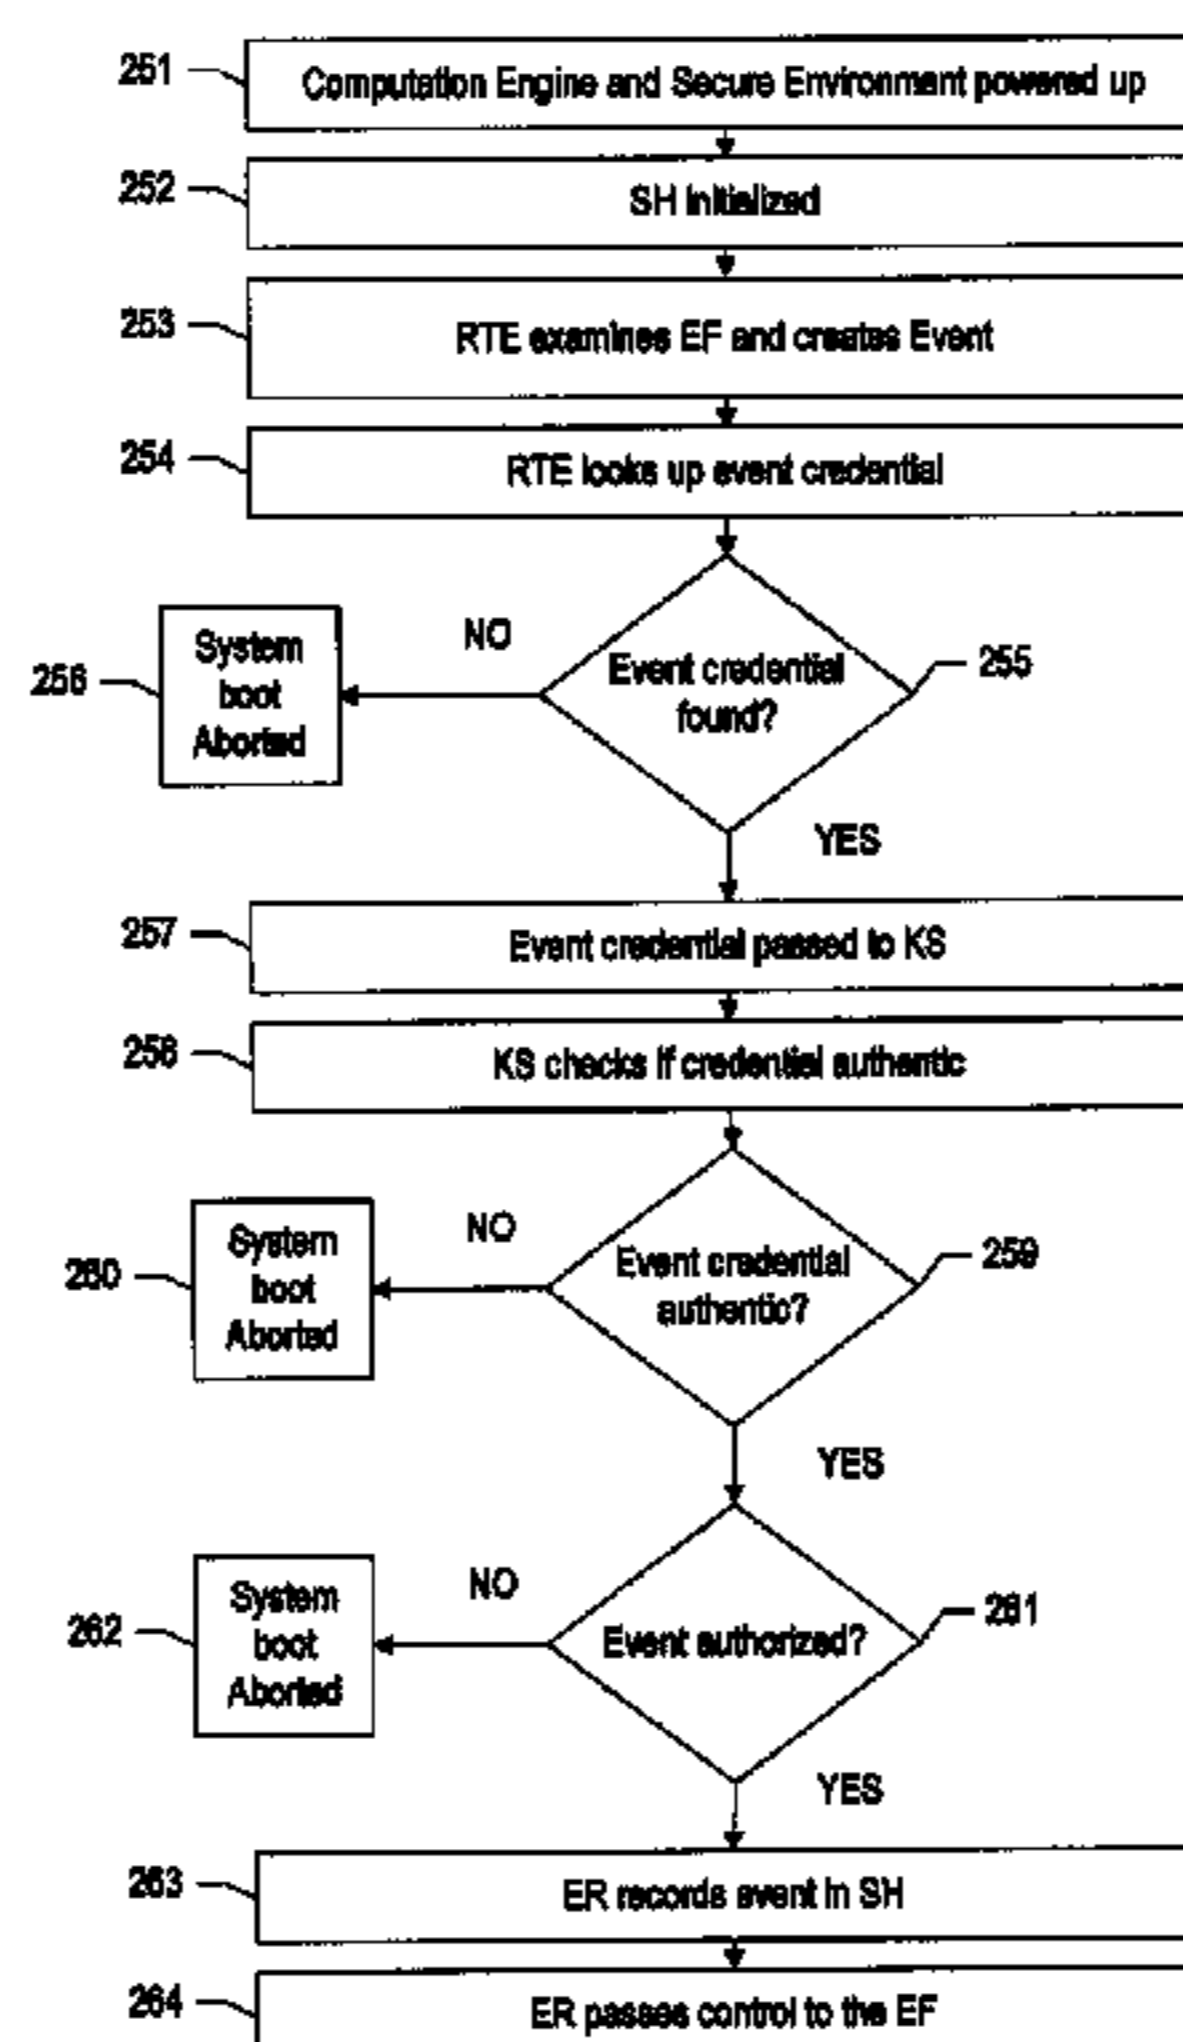 251
Computation Engine and Secure Environment powered up
252
SH initialized
253
RTE examines EF and creates Event
254
RTE looks up event credential
System
boot
Aborted
256
NO
Event credential
found?
255
YES
257
Event credential passed to KS
258
KS checks if credential authentic
System
boot
Aborted
260
NO
Event credential
authentic?
259
YES
System
boot
Aborted
262
NO
Event authorized?
261
YES
263
ER records event in SH
264
ER passes control to the EF